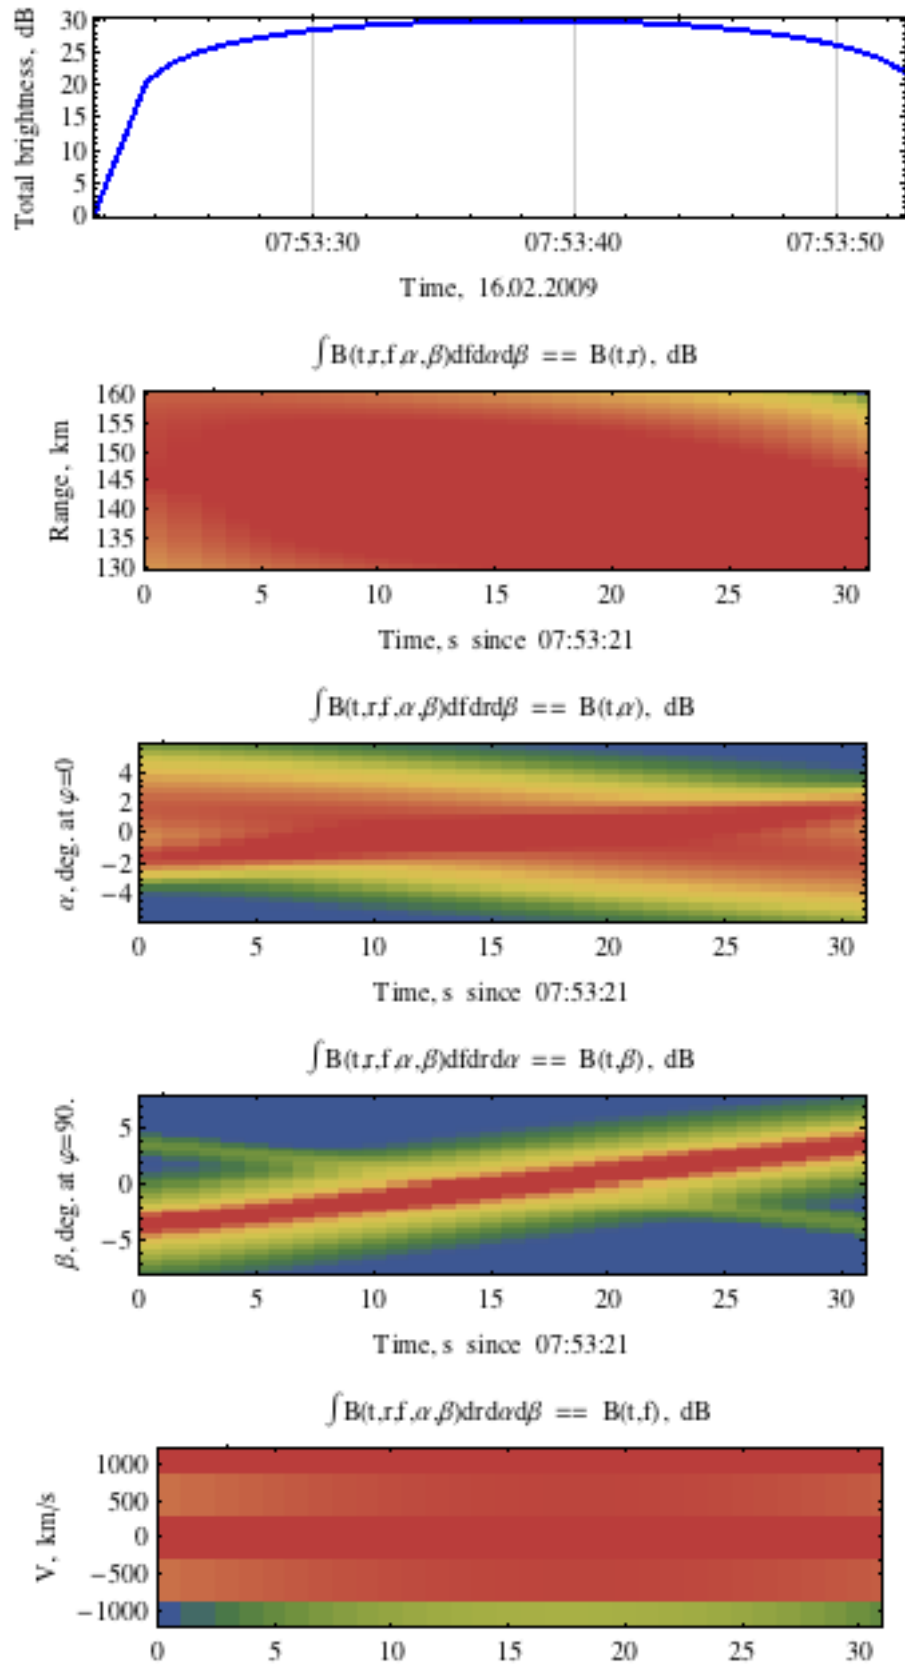 Total brightness, dB
30
25
20
15
10
5
0
07:53:30 07:53:40 07:53:50
Time, 16.02.2009
∫B(t,r,f,α,β)dfdαdβ == B(t,r), dB
Range, km
160
155
150
145
140
135
130
0 5 10 15 20 25 30
Time, s since 07:53:21
∫B(t,r,f,α,β)dfdrdβ == B(t,α), dB
α, deg. at φ=0
4
2
0
−2
−4
0 5 10 15 20 25 30
Time, s since 07:53:21
∫B(t,r,f,α,β)dfdrdα == B(t,β), dB
β, deg. at φ=90.
5
0
−5
0 5 10 15 20 25 30
Time, s since 07:53:21
∫B(t,r,f,α,β)drdαdβ == B(t,f), dB
V, km/s
1000
500
0
−500
−1000
0 5 10 15 20 25 30